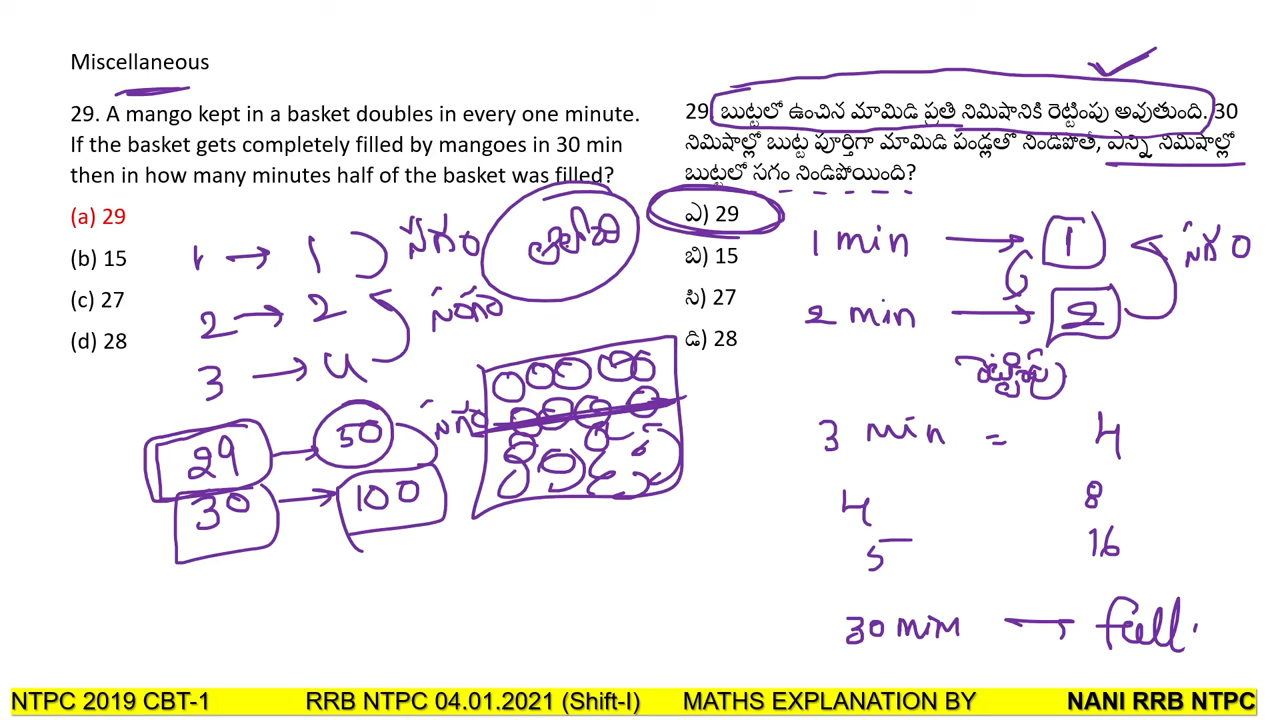 Miscellaneous
29. A mango kept in a basket doubles in every one minute.
If the basket gets completely filled by mangoes in 30 min
then in how many minutes half of the basket was filled?
(a) 29
(b) 15
(c) 27
(d) 28
1 → 1 సగం
2 → 2 సగం
3 → 4
29 → 50 సగం
30 → 100
29 బుట్టలో ఉంచిన మామిడి ప్రతి నిమిషానికి రెట్టింపు అవుతుంది. 30
నిమిషాల్లో బుట్ట పూర్తిగా మామిడి పండ్లతో నిండిపోతే, ఎన్ని నిమిషాల్లో
బుట్టలో సగం నిండిపోయింది?
ఎ) 29
బి) 15
సి) 27
డి) 28
1 min → 1 సగం
2 min → 2
రెట్టింపు
3 min = 4
4 8
5 16
30 min → full.
NTPC 2019 CBT-1 RRB NTPC 04.01.2021 (Shift-I) MATHS EXPLANATION BY NANI RRB NTPC